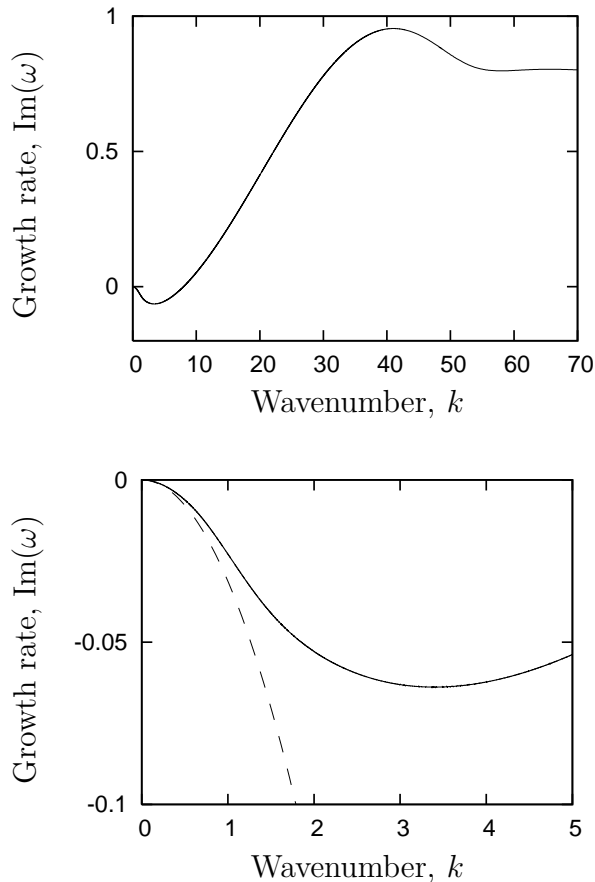 1
0.5
0
Growth rate, Im(ω)
0 10 20 30 40 50 60 70
Wavenumber, k
0
-0.05
-0.1
Growth rate, Im(ω)
0 1 2 3 4 5
Wavenumber, k